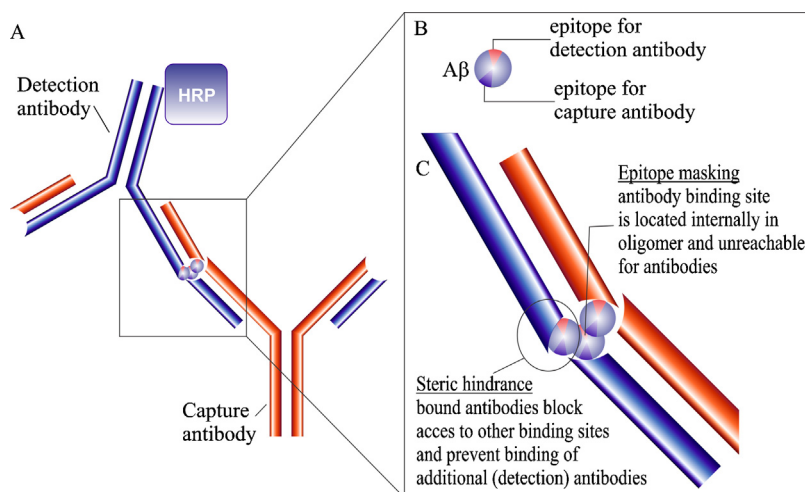 A
Detection
antibody
HRP
Capture
antibody
B
epitope for
detection antibody
Aβ
epitope for
capture antibody
C
Epitope masking
antibody binding site
is located internally in
oligomer and unreachable
for antibodies
Steric hindrance
bound antibodies block
acces to other binding sites
and prevent binding of
additional (detection) antibodies